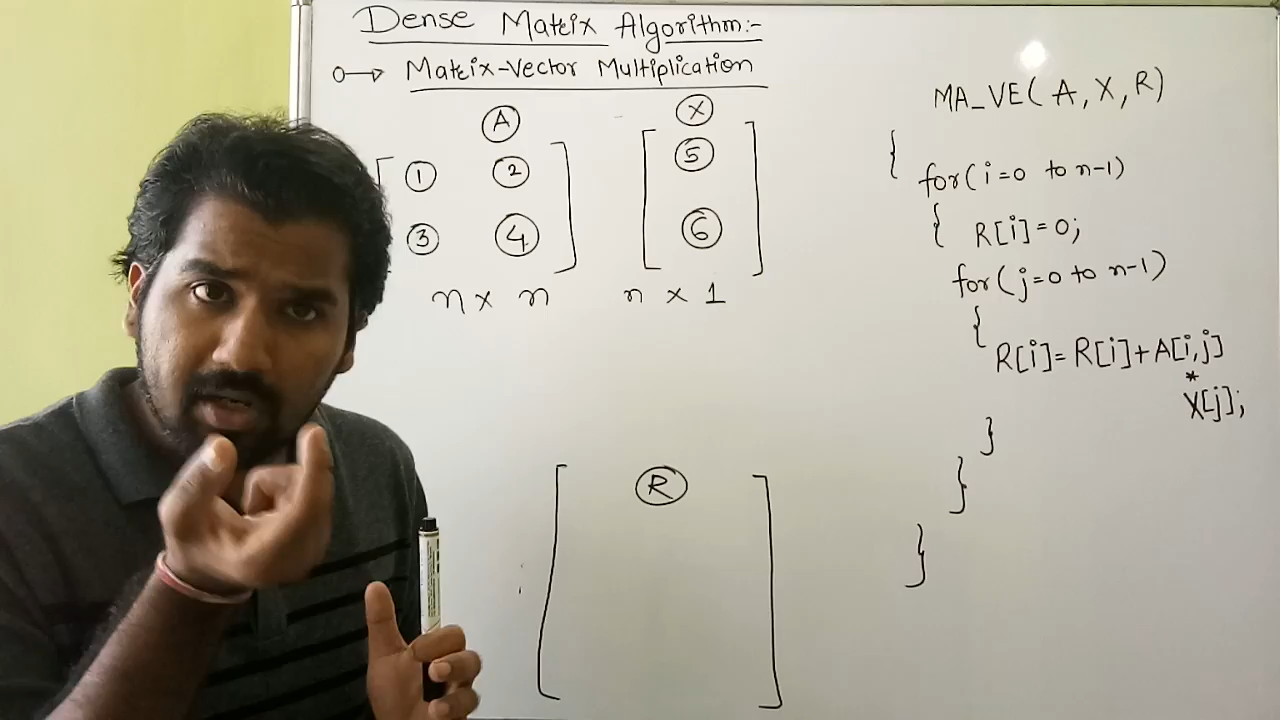 Dense Matrix Algorithm:-
Matrix-Vector Multiplication
A
1 2
3 4
n x n
X
5
6
n x 1
R
MA_VE( A, X, R)
{
for( i=0 to n-1)
{ R[i]=0;
for( j=0 to n-1)
{
R[i]= R[i]+A[i,j]
*
X[j];
}
}
}